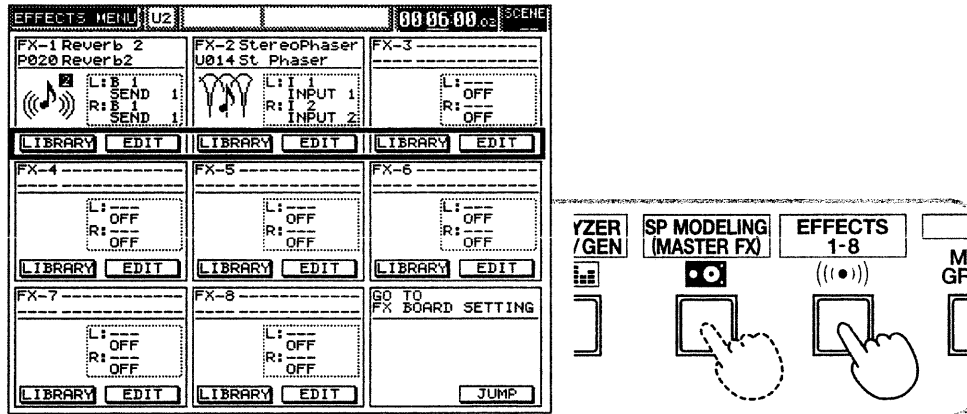 EFFECTS MENU U2 00 06 00.02 SCENE
FX-1 Reverb 2
P020 Reverb2
2
L: B 1
SEND 1
R: B 1
SEND 1
LIBRARY EDIT
FX-2 StereoPhaser
U014 St Phaser
L: I 1
INPUT 1
R: I 2
INPUT 2
LIBRARY EDIT
FX-3 ------------
---- ------------
L: ---
OFF
R: ---
OFF
LIBRARY EDIT
FX-4 ------------
---- ------------
L: ---
OFF
R: ---
OFF
LIBRARY EDIT
FX-5 ------------
---- ------------
L: ---
OFF
R: ---
OFF
LIBRARY EDIT
FX-6 ------------
---- ------------
L: ---
OFF
R: ---
OFF
LIBRARY EDIT
FX-7 ------------
---- ------------
L: ---
OFF
R: ---
OFF
LIBRARY EDIT
FX-8 ------------
---- ------------
L: ---
OFF
R: ---
OFF
LIBRARY EDIT
GO TO
FX BOARD SETTING
JUMP
YZER
/GEN
SP MODELING
(MASTER FX)
EFFECTS
1-8
M
GF